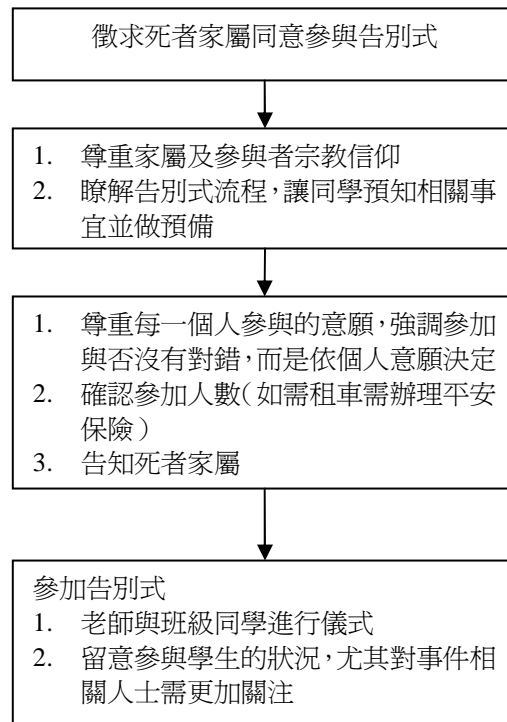 徵求死者家屬同意參與告別式
1. 尊重家屬及參與者宗教信仰
2. 瞭解告別式流程，讓同學預知相關事
宜並做預備
1. 尊重每一個人參與的意願，強調參加
與否沒有對錯，而是依個人意願決定
2. 確認參加人數（如需租車需辦理平安
保險）
3. 告知死者家屬
參加告別式
1. 老師與班級同學進行儀式
2. 留意參與學生的狀況，尤其對事件相
關人士需更加關注